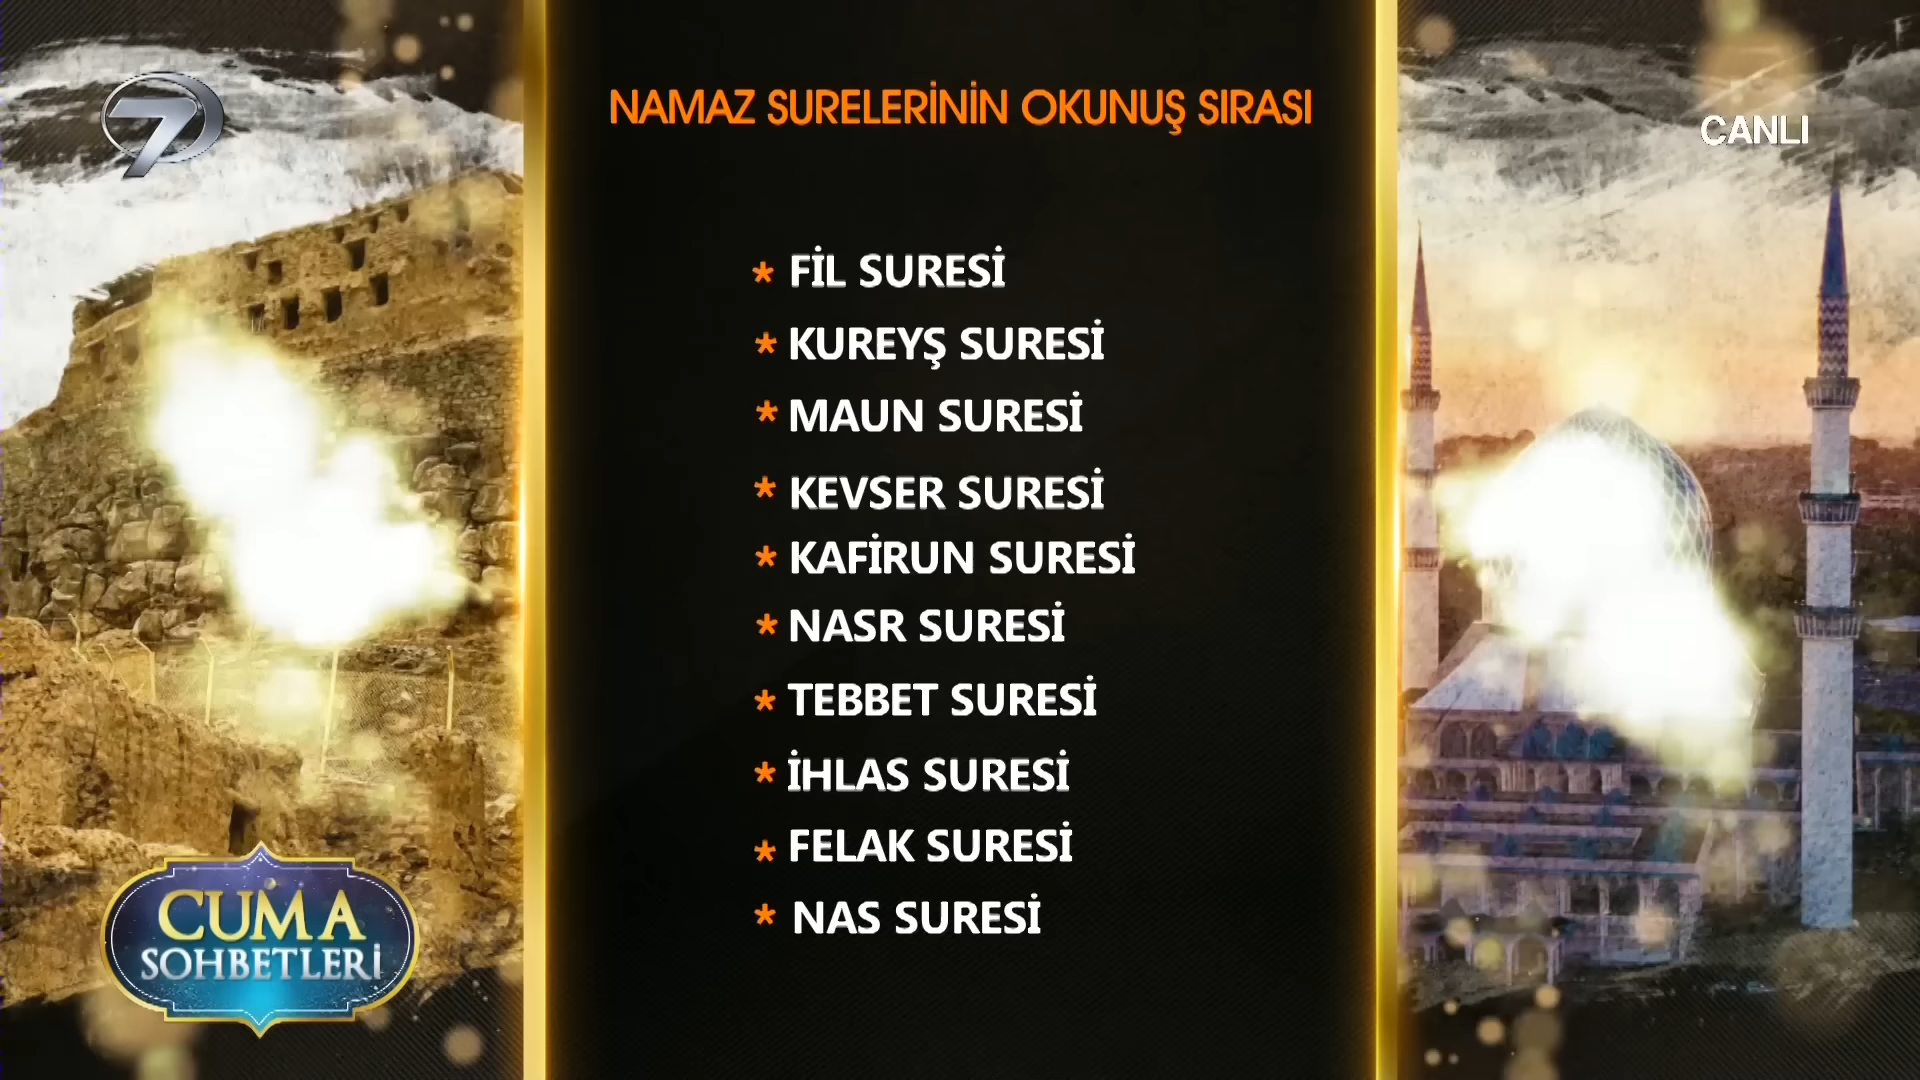 7
NAMAZ SURELERİNİN OKUNUŞ SIRASI
CANLI
* FİL SURESİ
* KUREYŞ SURESİ
* MAUN SURESİ
* KEVSER SURESİ
* KAFİRUN SURESİ
* NASR SURESİ
* TEBBET SURESİ
* İHLAS SURESİ
* FELAK SURESİ
* NAS SURESİ
CUMA
SOHBETLERİ